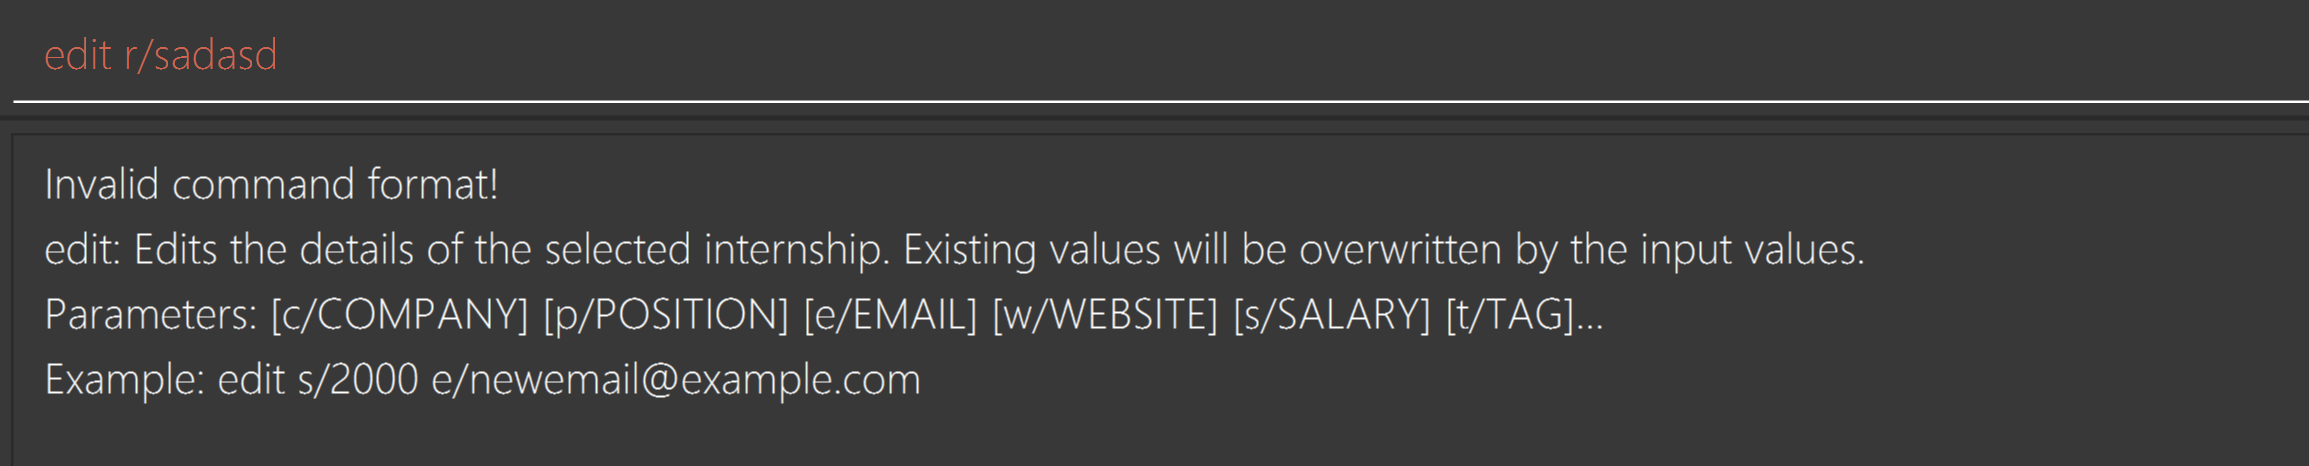 edit r/sadasd
Invalid command format!
edit: Edits the details of the selected internship. Existing values will be overwritten by the input values.
Parameters: [c/COMPANY] [p/POSITION] [e/EMAIL] [w/WEBSITE] [s/SALARY] [t/TAG]...
Example: edit s/2000 e/newemail@example.com